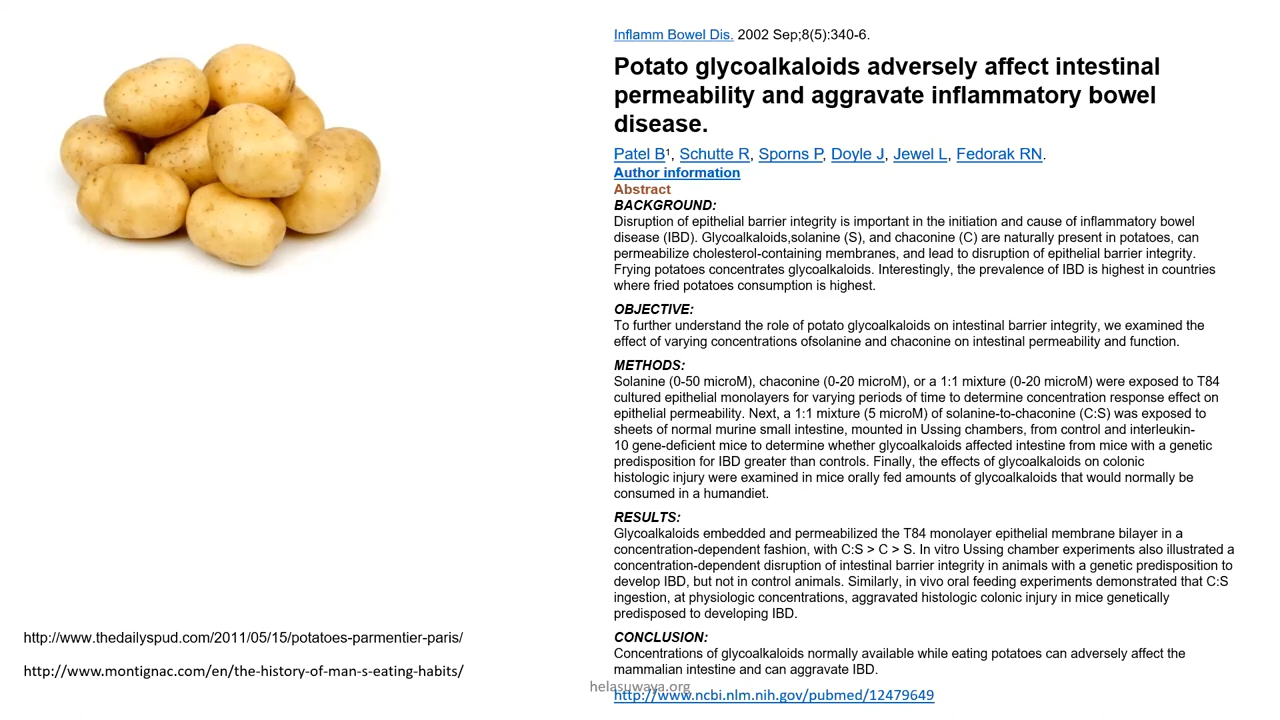 Inflamm Bowel Dis. 2002 Sep;8(5):340-6.
Potato glycoalkaloids adversely affect intestinal
permeability and aggravate inflammatory bowel
disease.
Patel B¹, Schutte R, Sporns P, Doyle J, Jewel L, Fedorak RN.
Author information
Abstract
BACKGROUND:
Disruption of epithelial barrier integrity is important in the initiation and cause of inflammatory bowel
disease (IBD). Glycoalkaloids,solanine (S), and chaconine (C) are naturally present in potatoes, can
permeabilize cholesterol-containing membranes, and lead to disruption of epithelial barrier integrity.
Frying potatoes concentrates glycoalkaloids. Interestingly, the prevalence of IBD is highest in countries
where fried potatoes consumption is highest.
OBJECTIVE:
To further understand the role of potato glycoalkaloids on intestinal barrier integrity, we examined the
effect of varying concentrations ofsolanine and chaconine on intestinal permeability and function.
METHODS:
Solanine (0-50 microM), chaconine (0-20 microM), or a 1:1 mixture (0-20 microM) were exposed to T84
cultured epithelial monolayers for varying periods of time to determine concentration response effect on
epithelial permeability. Next, a 1:1 mixture (5 microM) of solanine-to-chaconine (C:S) was exposed to
sheets of normal murine small intestine, mounted in Ussing chambers, from control and interleukin-
10 gene-deficient mice to determine whether glycoalkaloids affected intestine from mice with a genetic
predisposition for IBD greater than controls. Finally, the effects of glycoalkaloids on colonic
histologic injury were examined in mice orally fed amounts of glycoalkaloids that would normally be
consumed in a humandiet.
RESULTS:
Glycoalkaloids embedded and permeabilized the T84 monolayer epithelial membrane bilayer in a
concentration-dependent fashion, with C:S > C > S. In vitro Ussing chamber experiments also illustrated a
concentration-dependent disruption of intestinal barrier integrity in animals with a genetic predisposition to
develop IBD, but not in control animals. Similarly, in vivo oral feeding experiments demonstrated that C:S
ingestion, at physiologic concentrations, aggravated histologic colonic injury in mice genetically
predisposed to developing IBD.
CONCLUSION:
Concentrations of glycoalkaloids normally available while eating potatoes can adversely affect the
mammalian intestine and can aggravate IBD.
http://www.ncbi.nlm.nih.gov/pubmed/12479649
http://www.thedailyspud.com/2011/05/15/potatoes-parmentier-paris/
http://www.montignac.com/en/the-history-of-man-s-eating-habits/
helasuwaya.org